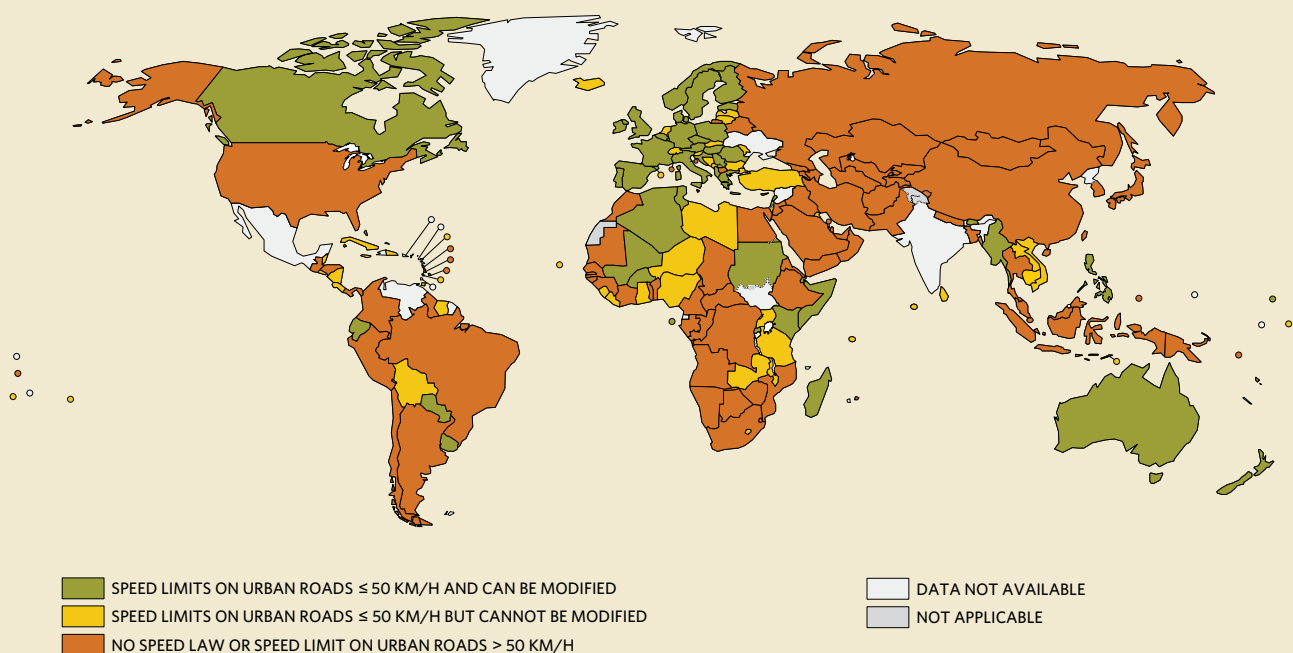 SPEED LIMITS ON URBAN ROADS ≤ 50 KM/H AND CAN BE MODIFIED
SPEED LIMITS ON URBAN ROADS ≤ 50 KM/H BUT CANNOT BE MODIFIED
NO SPEED LAW OR SPEED LIMIT ON URBAN ROADS > 50 KM/H
DATA NOT AVAILABLE
NOT APPLICABLE